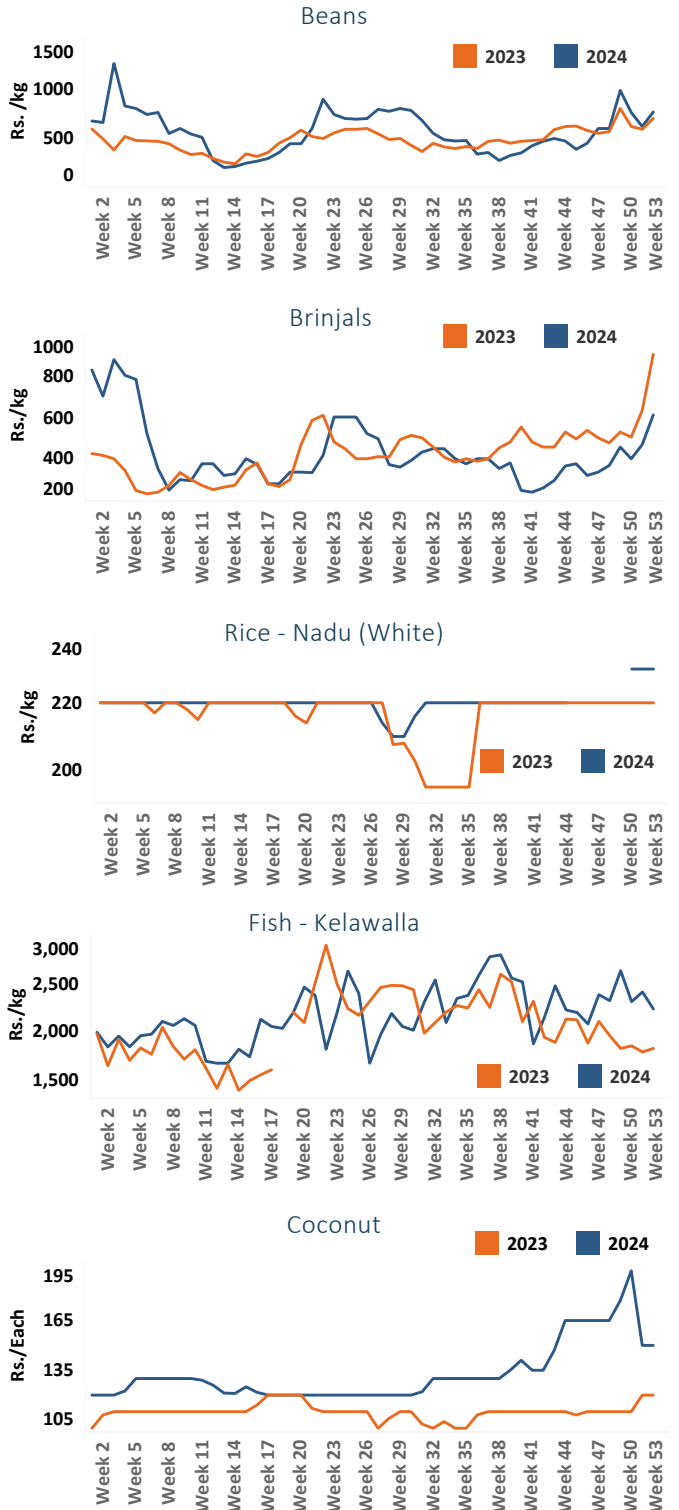 Beans
2023 2024
Rs. /kg
1500
1000
500
0
Week 2 Week 5 Week 8 Week 11 Week 14 Week 17 Week 20 Week 23 Week 26 Week 29 Week 32 Week 35 Week 38 Week 41 Week 44 Week 47 Week 50 Week 53
Brinjals
2023 2024
Rs./kg
1000
800
600
400
200
Week 2 Week 5 Week 8 Week 11 Week 14 Week 17 Week 20 Week 23 Week 26 Week 29 Week 32 Week 35 Week 38 Week 41 Week 44 Week 47 Week 50 Week 53
Rice - Nadu (White)
Rs./kg
240
220
200
2023 2024
Week 2 Week 5 Week 8 Week 11 Week 14 Week 17 Week 20 Week 23 Week 26 Week 29 Week 32 Week 35 Week 38 Week 41 Week 44 Week 47 Week 50 Week 53
Fish - Kelawalla
Rs./kg
3,000
2,500
2,000
1,500
2023 2024
Week 2 Week 5 Week 8 Week 11 Week 14 Week 17 Week 20 Week 23 Week 26 Week 29 Week 32 Week 35 Week 38 Week 41 Week 44 Week 47 Week 50 Week 53
Coconut
2023 2024
Rs./Each
195
165
135
105
Week 2 Week 5 Week 8 Week 11 Week 14 Week 17 Week 20 Week 23 Week 26 Week 29 Week 32 Week 35 Week 38 Week 41 Week 44 Week 47 Week 50 Week 53